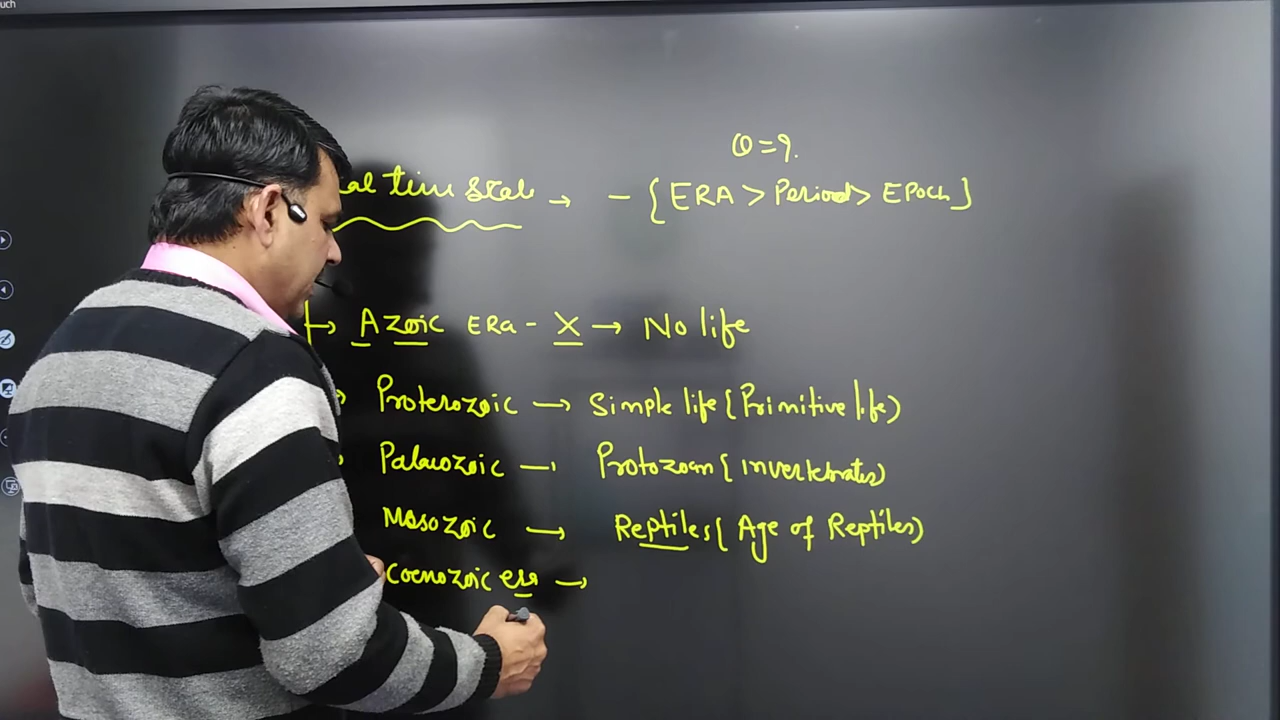 uch
Q=9.
al time scale → - { ERA > Period > EPoch }
→ Azoic ERa - X → No life
Proterozoic → Simple life { Primitive life )
Palaeozoic → Protozoan { invertebrates )
Mesozoic → Reptiles { Age of Reptiles )
Coenozoic era →